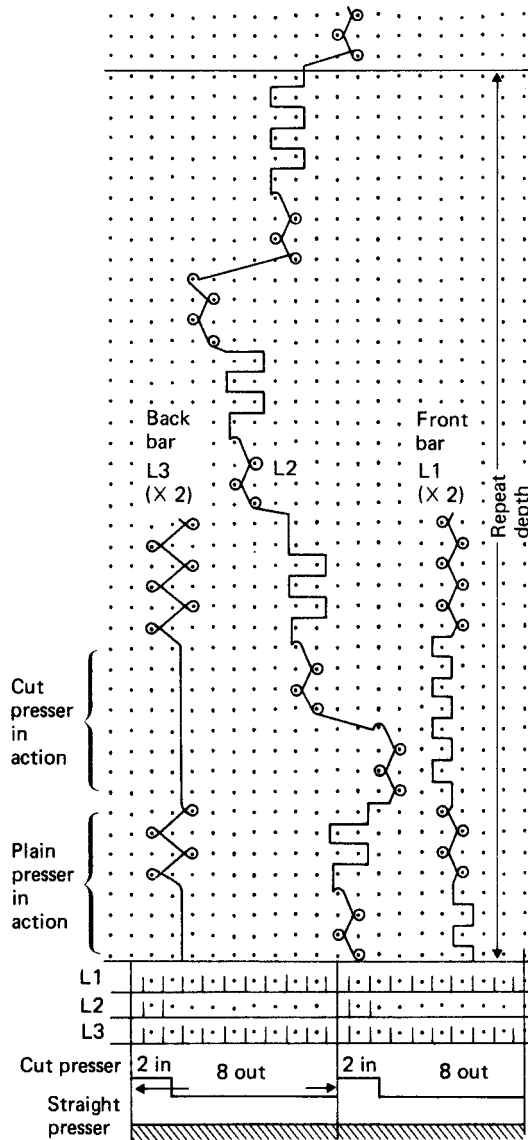 Back
bar
L3
(X 2)
L2
Front
bar
L1
(X 2)
Repeat
depth
Cut
presser
in
action
Plain
presser
in
action
L1
L2
L3
Cut presser
2 in
8 out
2 in
8 out
Straight
presser